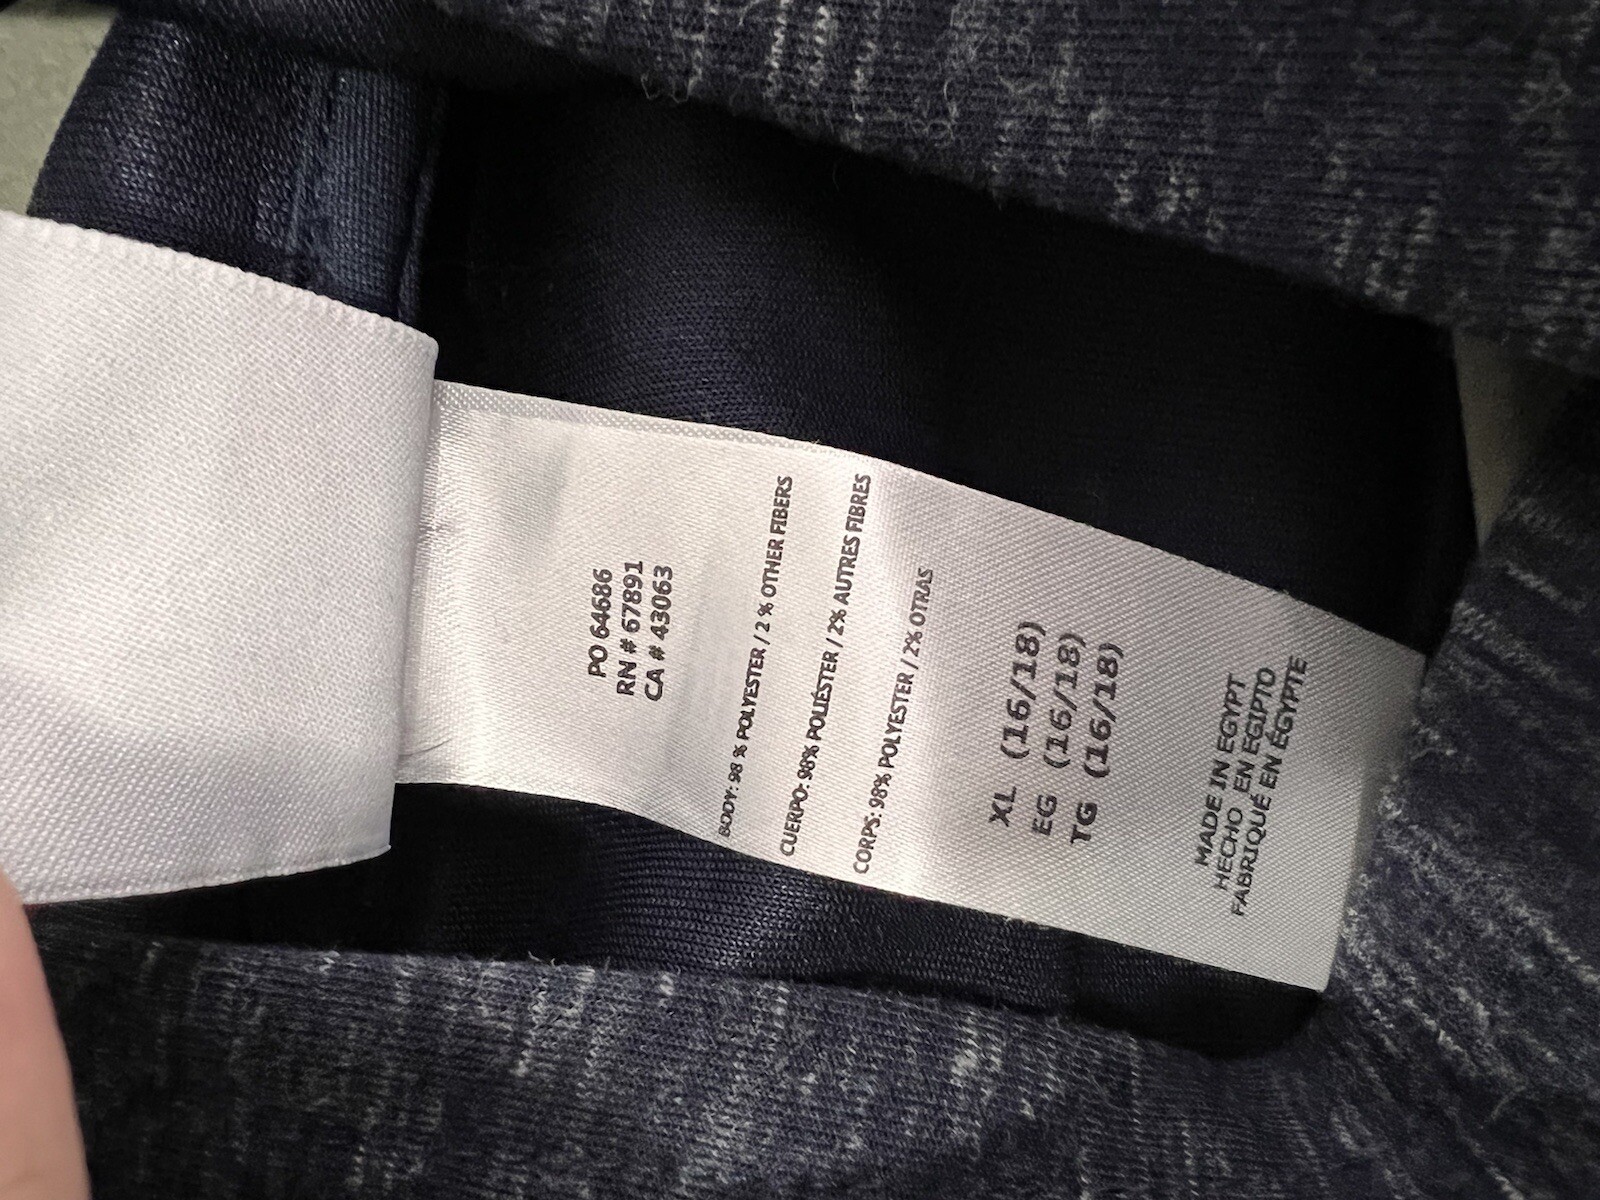 PO 64686
RN # 67891
CA # 43063
BODY: 98 % POLYESTER / 2 % OTHER FIBERS
CUERPO: 98% POLIÉSTER / 2% AUTRES FIBRES
CORPS: 98% POLYESTER / 2% OTRAS
XL (16/18)
EG (16/18)
TG (16/18)
MADE IN EGYPT
HECHO EN EGIPTO
FABRIQUÉ EN ÉGYPTE